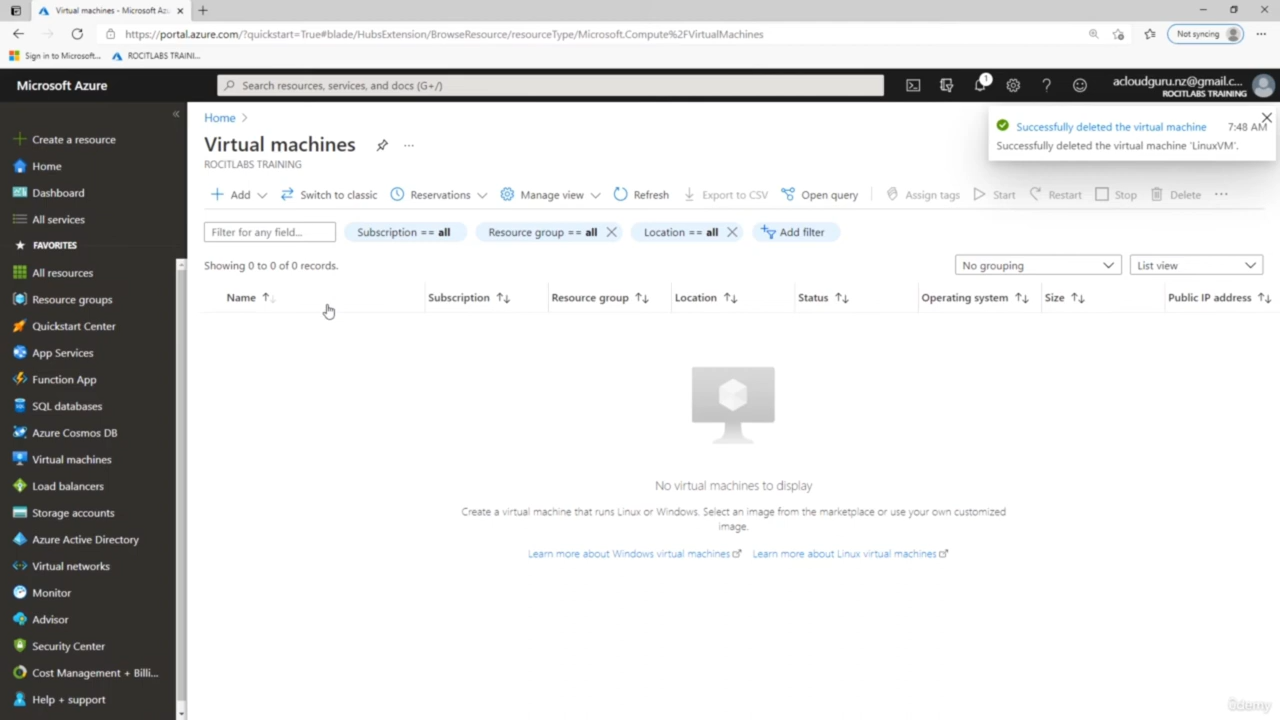 Virtual machines - Microsoft Az
https://portal.azure.com/?quickstart=True#blade/HubsExtension/BrowseResource/resourceType/Microsoft.Compute%2FVirtualMachines
Not syncing
Sign in to Microsoft...
ROCITLABS TRAINI...
Microsoft Azure
Search resources, services, and docs (G+/)
1
acloudguru.nz@gmail.c...
ROCITLABS TRAINING
Create a resource
Home
Dashboard
All services
FAVORITES
All resources
Resource groups
Quickstart Center
App Services
Function App
SQL databases
Azure Cosmos DB
Virtual machines
Load balancers
Storage accounts
Azure Active Directory
Virtual networks
Monitor
Advisor
Security Center
Cost Management + Billi...
Help + support
Home >
Virtual machines ...
ROCITLABS TRAINING
Successfully deleted the virtual machine 7:48 AM
Successfully deleted the virtual machine 'LinuxVM'.
Add Switch to classic Reservations Manage view Refresh Export to CSV Open query Assign tags Start Restart Stop Delete ...
Filter for any field... Subscription == all Resource group == all Location == all Add filter
Showing 0 to 0 of 0 records. No grouping List view
Name Subscription Resource group Location Status Operating system Size Public IP address
No virtual machines to display
Create a virtual machine that runs Linux or Windows. Select an image from the marketplace or use your own customized
image.
Learn more about Windows virtual machines Learn more about Linux virtual machines
ûdemy